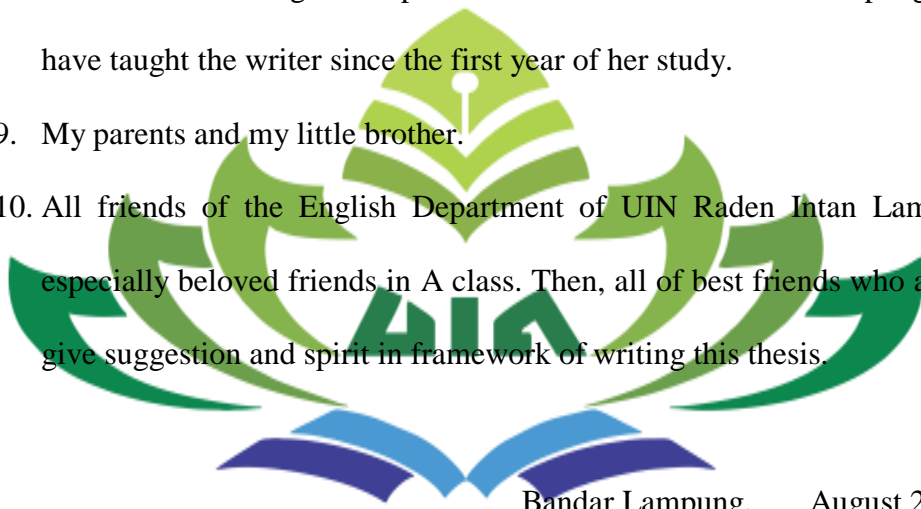 have taught the writer since the first year of her study.
9. My parents and my little brother.
10. All friends of the English Department of UIN Raden Intan
especially beloved friends in A class. Then, all of best friends who
give suggestion and spirit in framework of writing this thesis.
UIN
Bandar Lampung, August